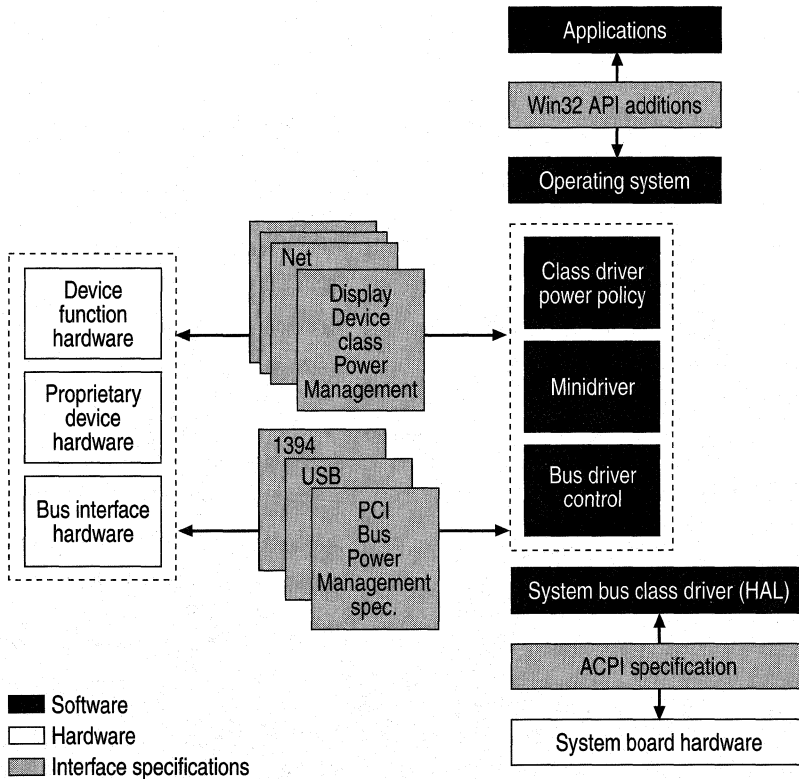 Applications
Win32 API additions
Operating system
Net
Display
Device
class
Power
Management
Device
function
hardware
Proprietary
device
hardware
Bus interface
hardware
Class driver
power policy
Minidriver
Bus driver
control
1394
USB
PCI
Bus
Power
Management
spec.
System bus class driver (HAL)
ACPI specification
System board hardware
Software
Hardware
Interface specifications